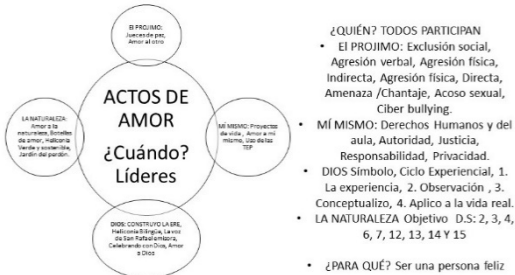 El PROJIMO:
Jueces de paz,
Amor al otro
LA NATURALEZA:
Amor a la
naturaleza, Botellas
de amor, Heliconia
Verde y sostenible,
Jardín del perdón.
ACTOS DE
AMOR
¿Cuándo?
Líderes
MÍ MISMO: Proyectos
de vida, Amor a mí
mismo, Uso de las
TEP
DIOS: CONSTRUYO LA ERE,
Heliconia Bilingüe, La voz
de San Rafael emisora,
Celebrando con Dios, Amor
a Dios
¿QUIÉN? TODOS PARTICIPAN
• El PROJIMO: Exclusión social,
Agresión verbal, Agresión física,
Indirecta, Agresión física, Directa,
Amenaza /Chantaje, Acoso sexual,
Ciber bullying.
• MÍ MISMO: Derechos Humanos y del
aula, Autoridad, Justicia,
Responsabilidad, Privacidad.
• DIOS Símbolo, Ciclo Experiencial, 1.
La experiencia, 2. Observación , 3.
Conceptualizo, 4. Aplico a la vida real.
• LA NATURALEZA Objetivo D.S: 2, 3, 4,
6, 7, 12, 13, 14 Y 15
• ¿PARA QUÉ? Ser una persona feliz